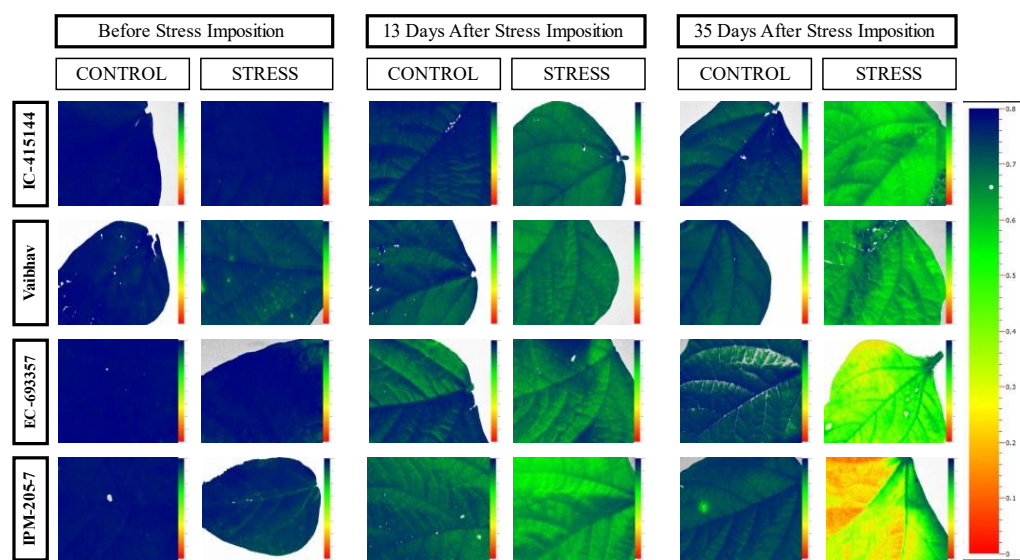 Before Stress Imposition
13 Days After Stress Imposition
35 Days After Stress Imposition
CONTROL
STRESS
CONTROL
STRESS
CONTROL
STRESS
IC-415144
Vaibhav
EC-693357
IPM-205-7
0.8
0.7
0.6
0.5
0.4
0.3
0.2
0.1
0